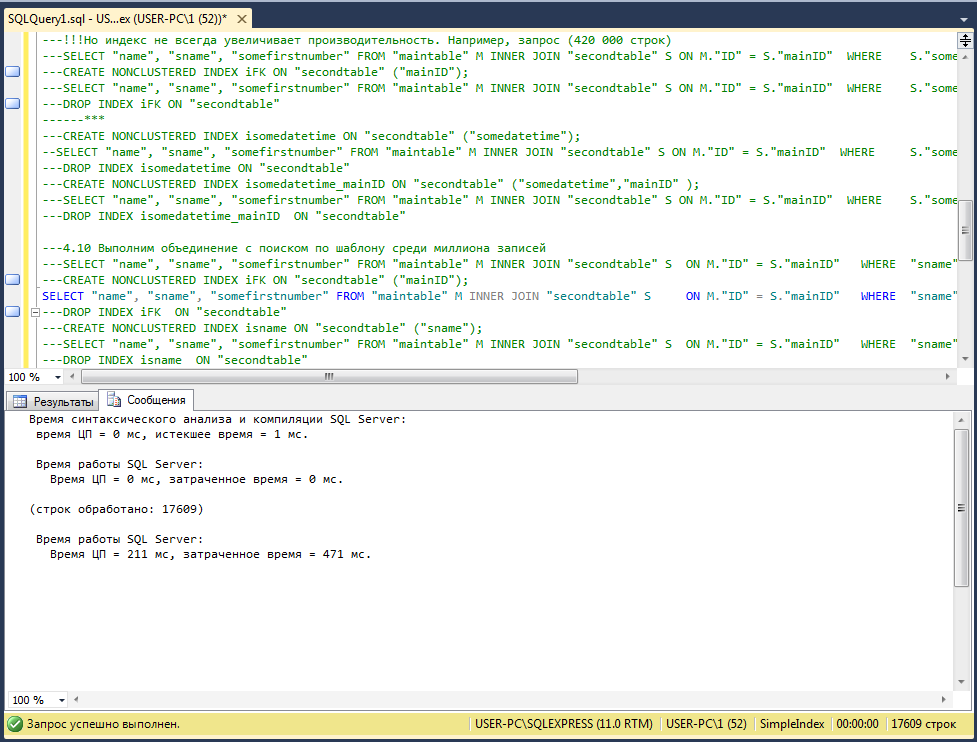 SQLQuery1.sql - US...ex (USER-PC\1 (52))*
---!!!Но индекс не всегда увеличивает производительность. Например, запрос (420 000 строк)
---SELECT "name", "sname", "somefirstnumber" FROM "maintable" M INNER JOIN "secondtable" S ON M."ID" = S."mainID" WHERE S."some
---CREATE NONCLUSTERED INDEX iFK ON "secondtable" ("mainID");
---SELECT "name", "sname", "somefirstnumber" FROM "maintable" M INNER JOIN "secondtable" S ON M."ID" = S."mainID" WHERE S."some
---DROP INDEX iFK ON "secondtable"
------***
---CREATE NONCLUSTERED INDEX isomedatetime ON "secondtable" ("somedatetime");
--SELECT "name", "sname", "somefirstnumber" FROM "maintable" M INNER JOIN "secondtable" S ON M."ID" = S."mainID" WHERE S."some
---DROP INDEX isomedatetime ON "secondtable"
---CREATE NONCLUSTERED INDEX isomedatetime_mainID ON "secondtable" ("somedatetime","mainID" );
---SELECT "name", "sname", "somefirstnumber" FROM "maintable" M INNER JOIN "secondtable" S ON M."ID" = S."mainID" WHERE S."some
---DROP INDEX isomedatetime_mainID ON "secondtable"
---4.10 Выполним объединение с поиском по шаблону среди миллиона записей
---SELECT "name", "sname", "somefirstnumber" FROM "maintable" M INNER JOIN "secondtable" S ON M."ID" = S."mainID" WHERE "sname"
---CREATE NONCLUSTERED INDEX iFK ON "secondtable" ("mainID");
SELECT "name", "sname", "somefirstnumber" FROM "maintable" M INNER JOIN "secondtable" S ON M."ID" = S."mainID" WHERE "sname"
---DROP INDEX iFK ON "secondtable"
---CREATE NONCLUSTERED INDEX isname ON "secondtable" ("sname");
---SELECT "name", "sname", "somefirstnumber" FROM "maintable" M INNER JOIN "secondtable" S ON M."ID" = S."mainID" WHERE "sname"
---DROP INDEX isname ON "secondtable"
100 %
Результаты Сообщения
Время синтаксического анализа и компиляции SQL Server:
время ЦП = 0 мс, истекшее время = 1 мс.
Время работы SQL Server:
Время ЦП = 0 мс, затраченное время = 0 мс.
(строк обработано: 17609)
Время работы SQL Server:
Время ЦП = 211 мс, затраченное время = 471 мс.
100 %
Запрос успешно выполнен. USER-PC\SQLEXPRESS (11.0 RTM) USER-PC\1 (52) SimpleIndex 00:00:00 17609 строк